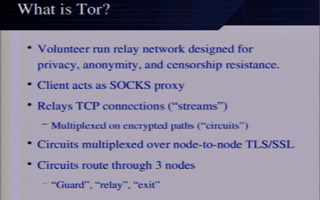 What is Tor?
• Volunteer run relay network designed for
privacy, anonymity, and censorship resistance.
• Client acts as SOCKS proxy
• Relays TCP connections (“streams”)
– Multiplexed on encrypted paths (“circuits”)
• Circuits multiplexed over node-to-node TLS/SSL
• Circuits route through 3 nodes
– “Guard”, “relay”, “exit”